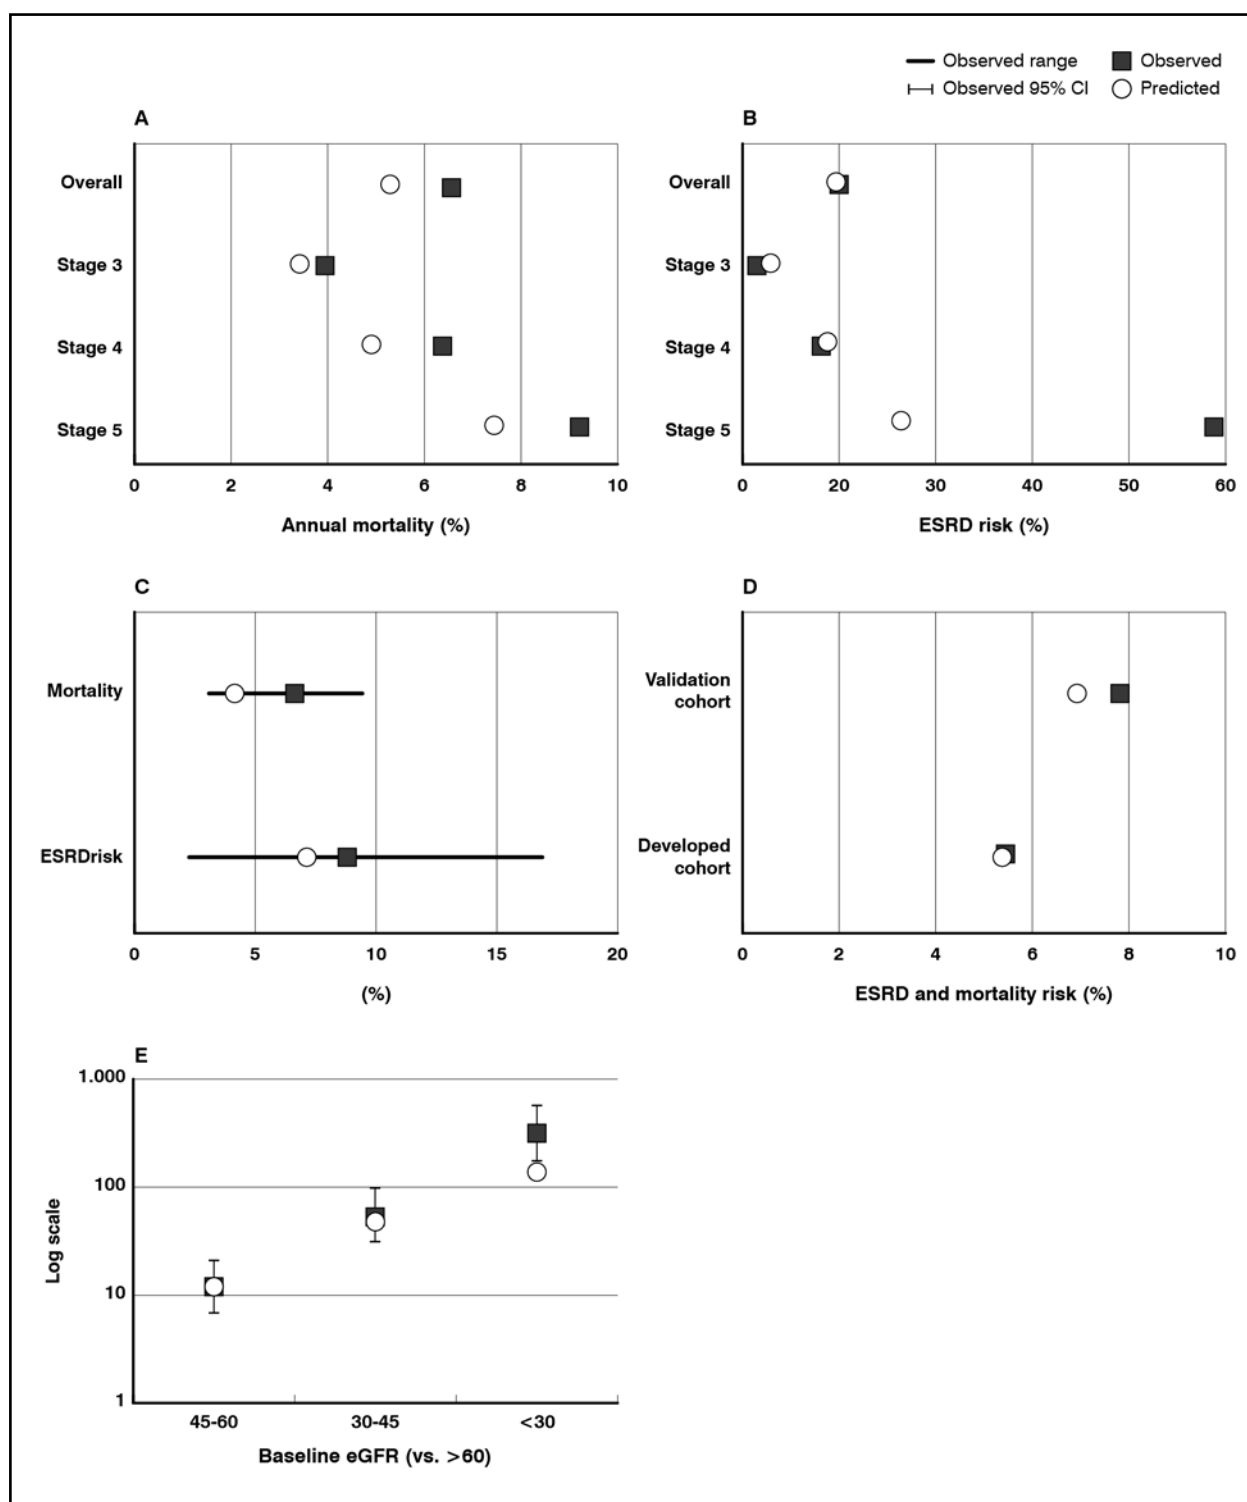 Observed range
Observed
Observed 95% CI
Predicted
A
Overall
Stage 3
Stage 4
Stage 5
0 2 4 6 8 10
Annual mortality (%)
B
Overall
Stage 3
Stage 4
Stage 5
0 20 30 40 50 60
ESRD risk (%)
C
Mortality
ESRDrisk
0 5 10 15 20
(%)
D
Validation
cohort
Developed
cohort
0 2 4 6 8 10
ESRD and mortality risk (%)
E
1.000
100
10
1
Log scale
45-60 30-45 <30
Baseline eGFR (vs. >60)